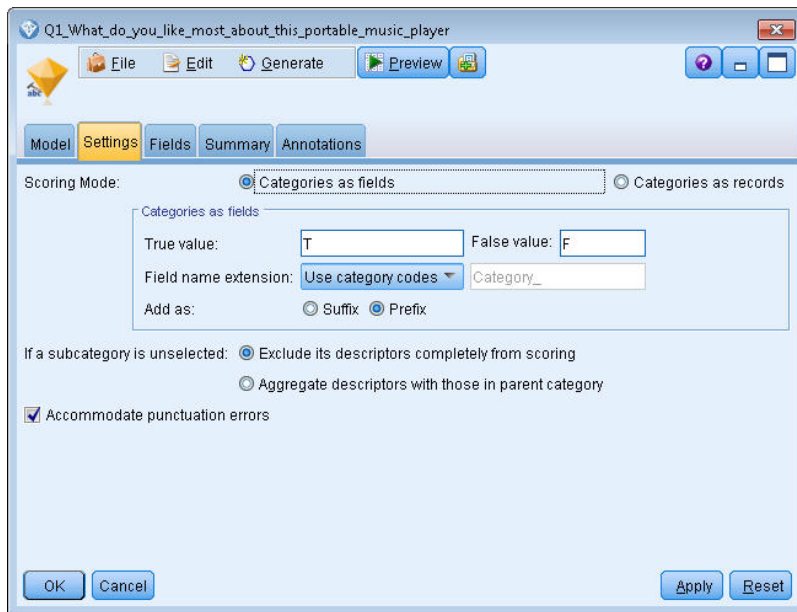 Q1_What_do_you_like_most_about_this_portable_music_player
File Edit Generate Preview
abc
Model Settings Fields Summary Annotations
Scoring Mode: Categories as fields Categories as records
Categories as fields
True value: T False value: F
Field name extension: Use category codes Category_
Add as: Suffix Prefix
If a subcategory is unselected: Exclude its descriptors completely from scoring
Aggregate descriptors with those in parent category
Accommodate punctuation errors
OK Cancel Apply Reset